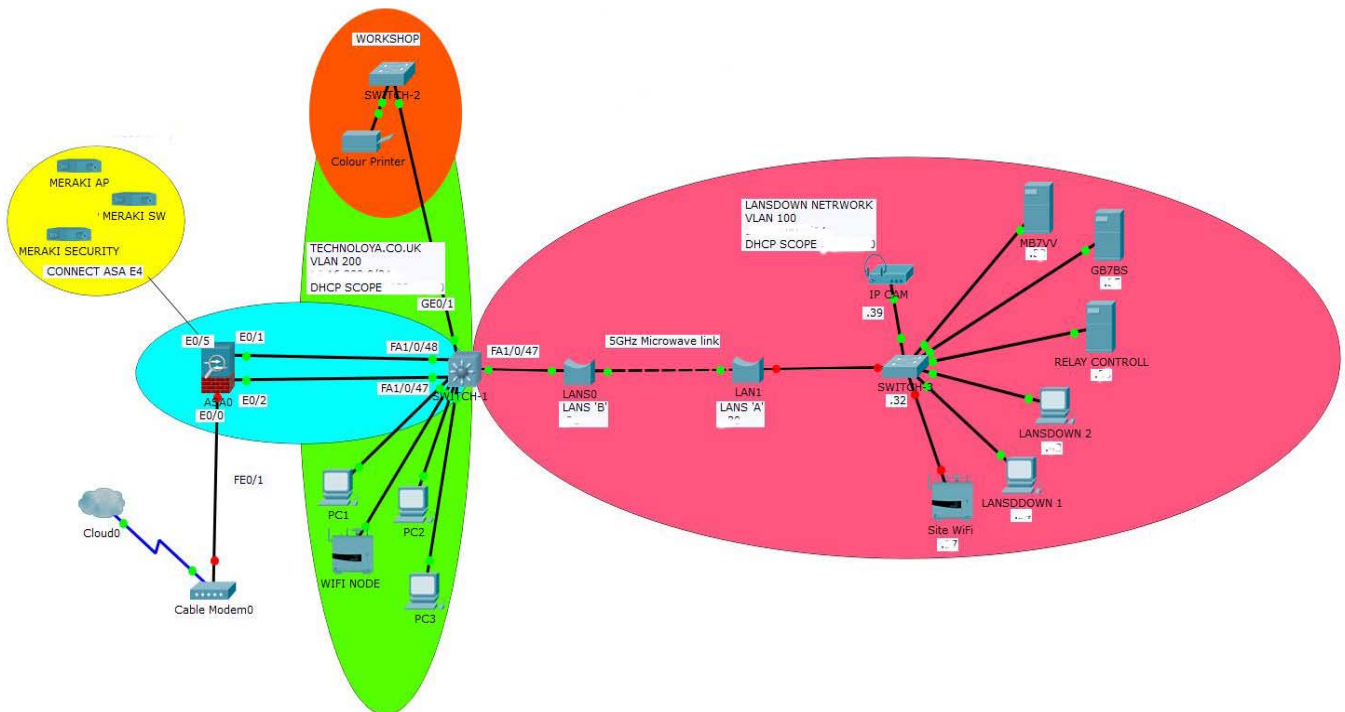 WORKSHOP
SWITCH-2
Colour Printer
MERAKI AP
MERAKI SW
MERAKI SECURITY
CONNECT ASA E4
TECHNOLOYA.CO.UK
VLAN 200
DHCP SCOPE
GE0/1
LANSDOWN NETRWORK
VLAN 100
DHCP SCOPE
MB7VV
GB7BS
IP CAM
.39
RELAY CONTROLL
E0/5
E0/1
FA1/0/48
FA1/0/47
5GHz Microwave link
ASA0
E0/2
FA1/0/47
SWITCH-1
LANS0
LANS 'B'
LAN1
LANS 'A'
SWITCH-3
.32
E0/0
LANSDOWN 2
FE0/1
PC1
PC2
LANSDDOWN 1
Cloud0
Site WiFi
WIFI NODE
PC3
Cable Modem0